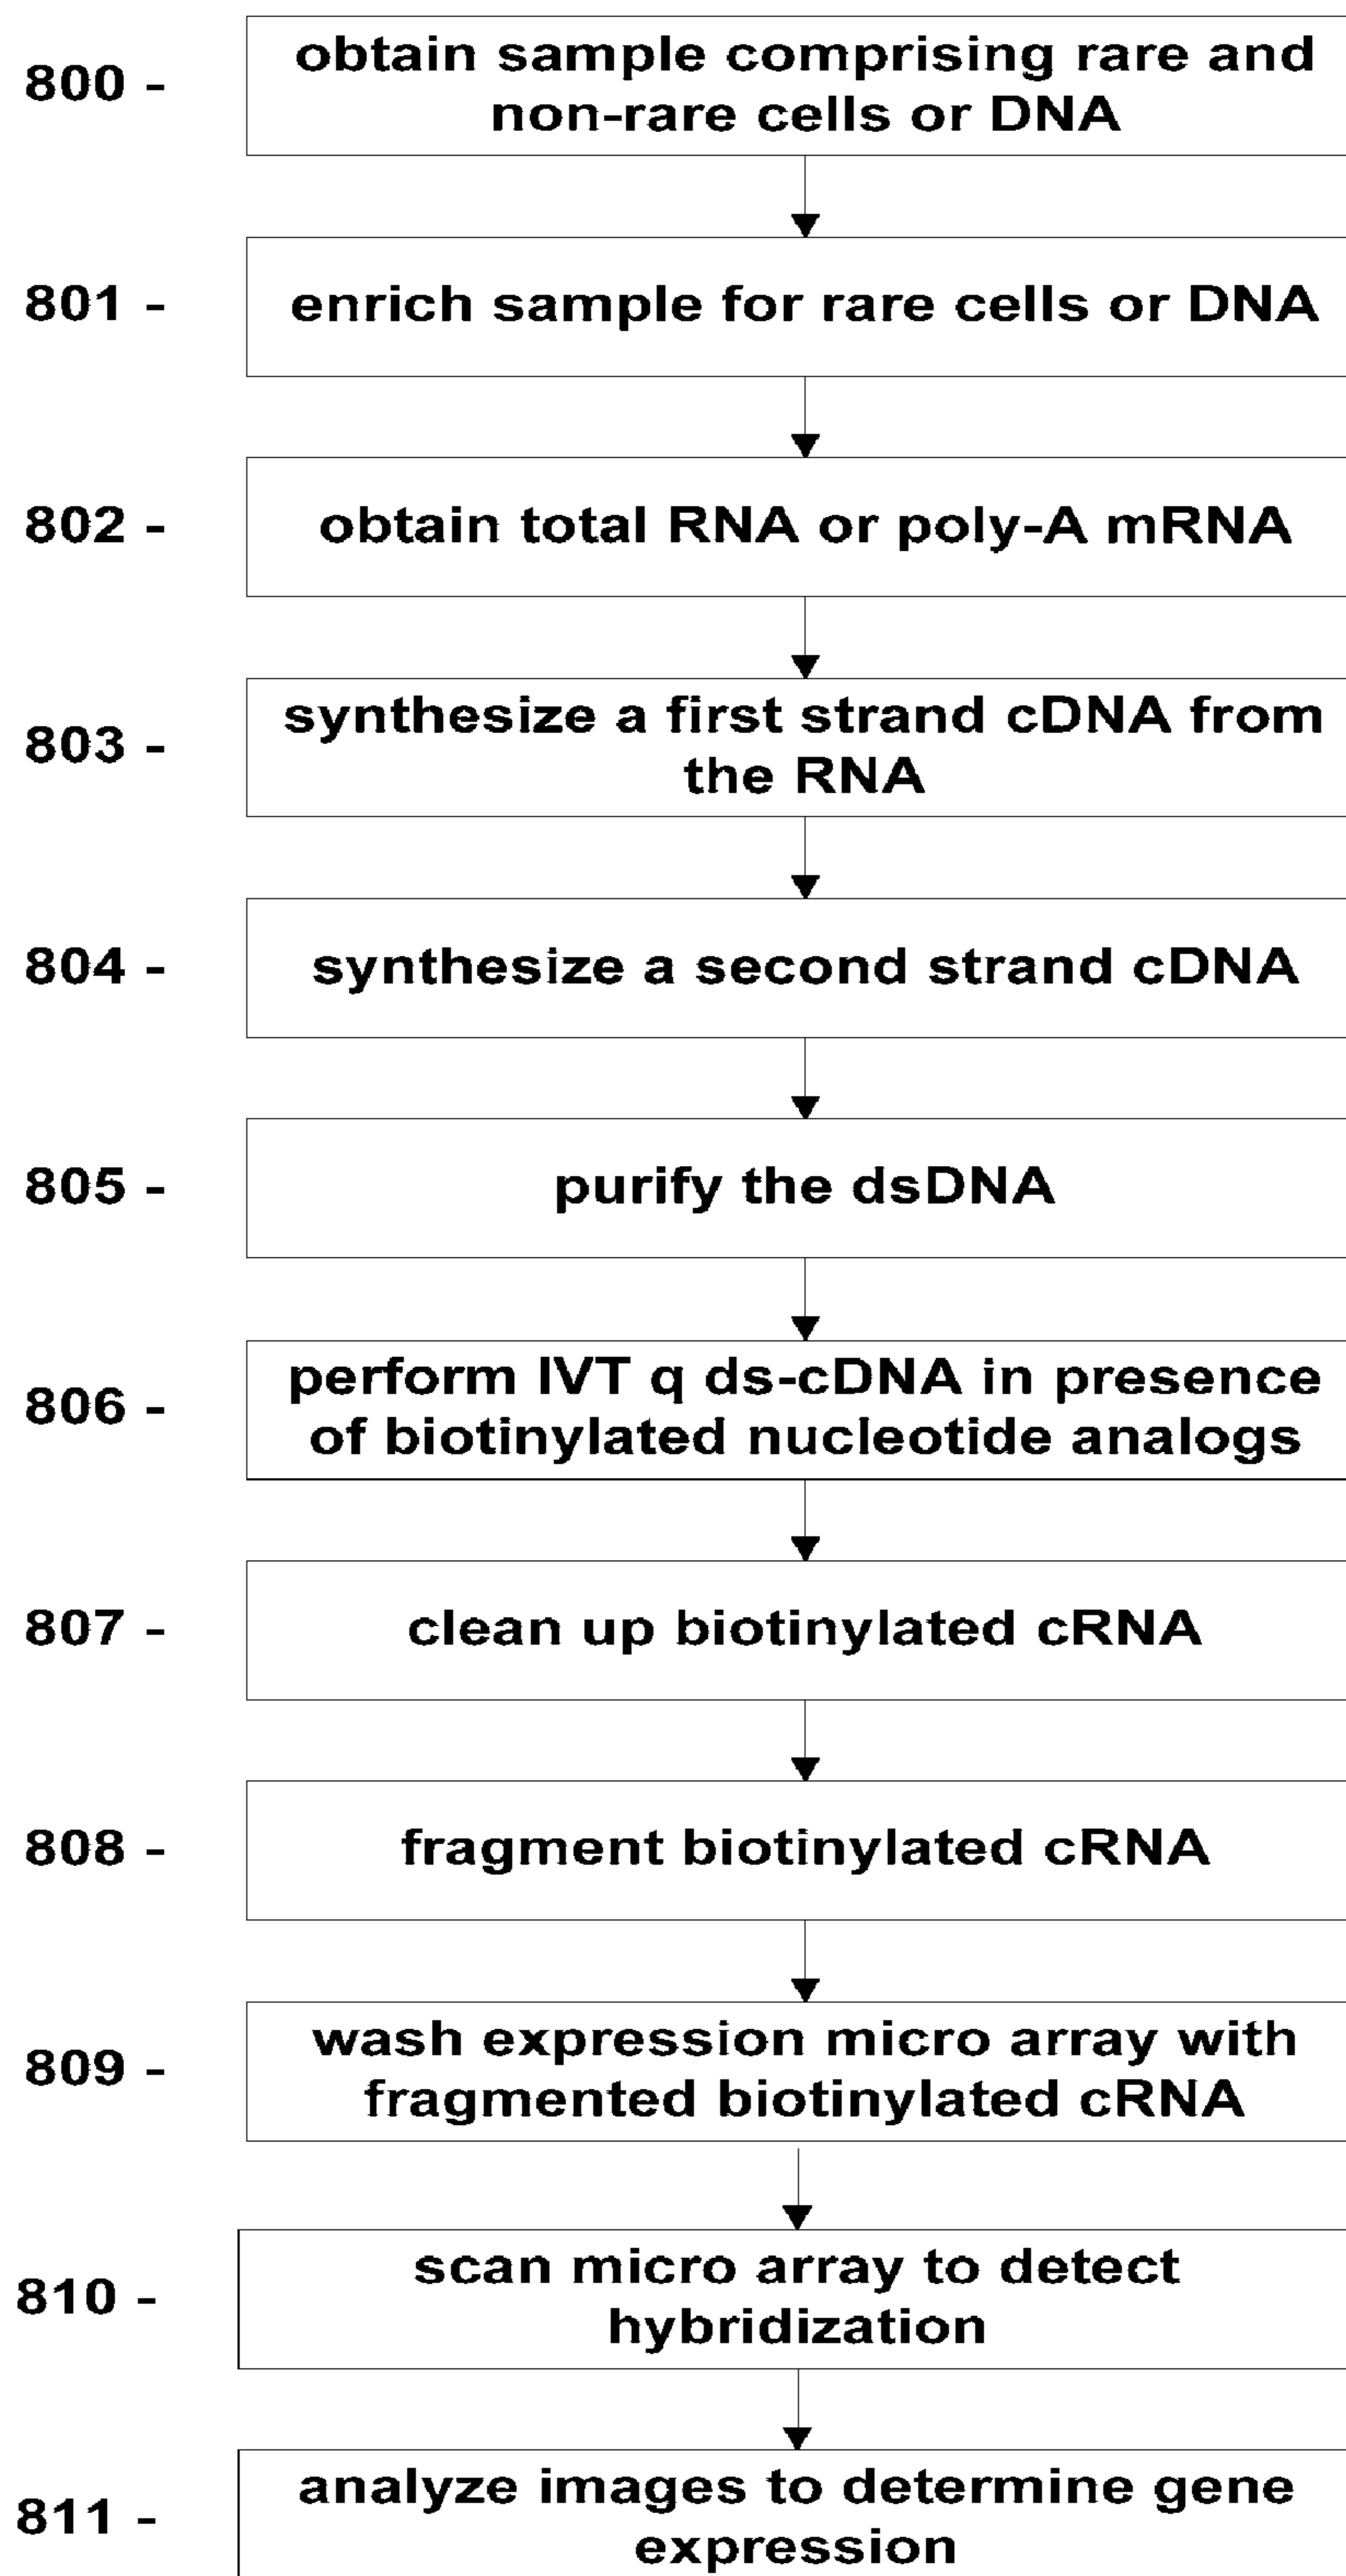 800 -
obtain sample comprising rare and
non-rare cells or DNA
801 -
enrich sample for rare cells or DNA
802 -
obtain total RNA or poly-A mRNA
803 -
synthesize a first strand cDNA from
the RNA
804 -
synthesize a second strand cDNA
805 -
purify the dsDNA
806 -
perform IVT q ds-cDNA in presence
of biotinylated nucleotide analogs
807 -
clean up biotinylated cRNA
808 -
fragment biotinylated cRNA
809 -
wash expression micro array with
fragmented biotinylated cRNA
810 -
scan micro array to detect
hybridization
811 -
analyze images to determine gene
expression